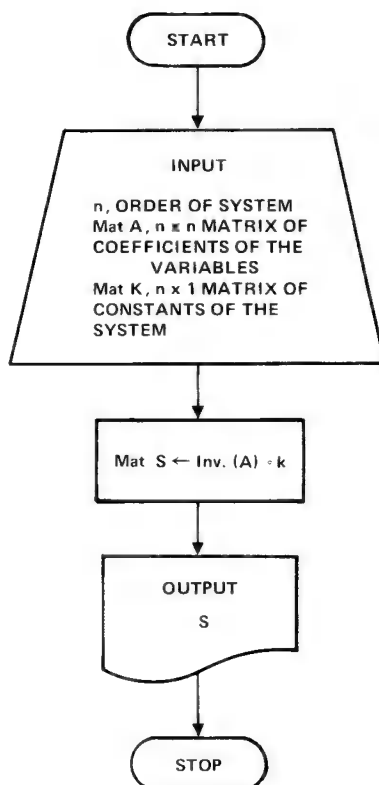 START
INPUT
n, ORDER OF SYSTEM
Mat A, n x n MATRIX OF
COEFFICIENTS OF THE
VARIABLES
Mat K, n x 1 MATRIX OF
CONSTANTS OF THE
SYSTEM
Mat S ← Inv. (A) ∘ k
OUTPUT
S
STOP